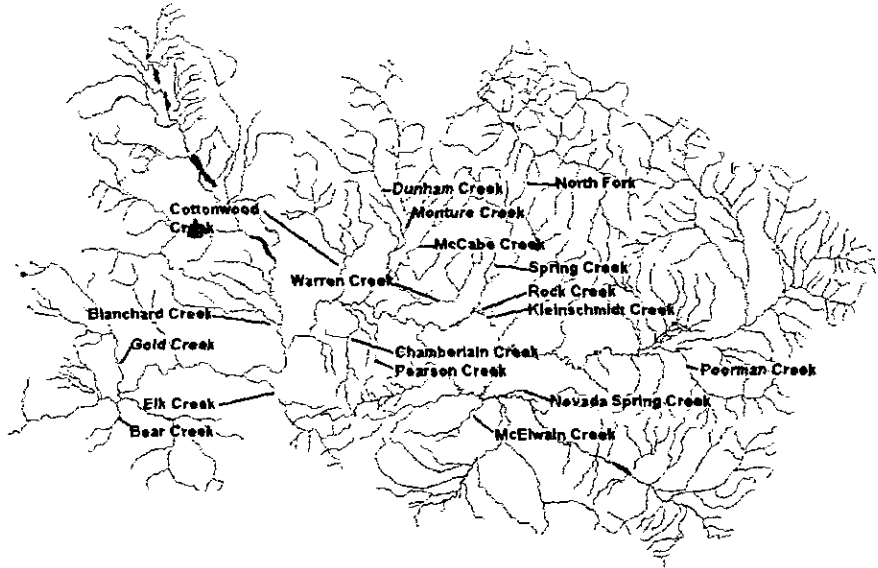 Dunham Creek
North Fork
Cottonwood
Creek
Monture Creek
McCabe Creek
Spring Creek
Warren Creek
Rock Creek
Kleinschmidt Creek
Blanchard Creek
Gold Creek
Chamberlain Creek
Pearson Creek
Poorman Creek
Elk Creek
Nevada Spring Creek
Bear Creek
McElwain Creek